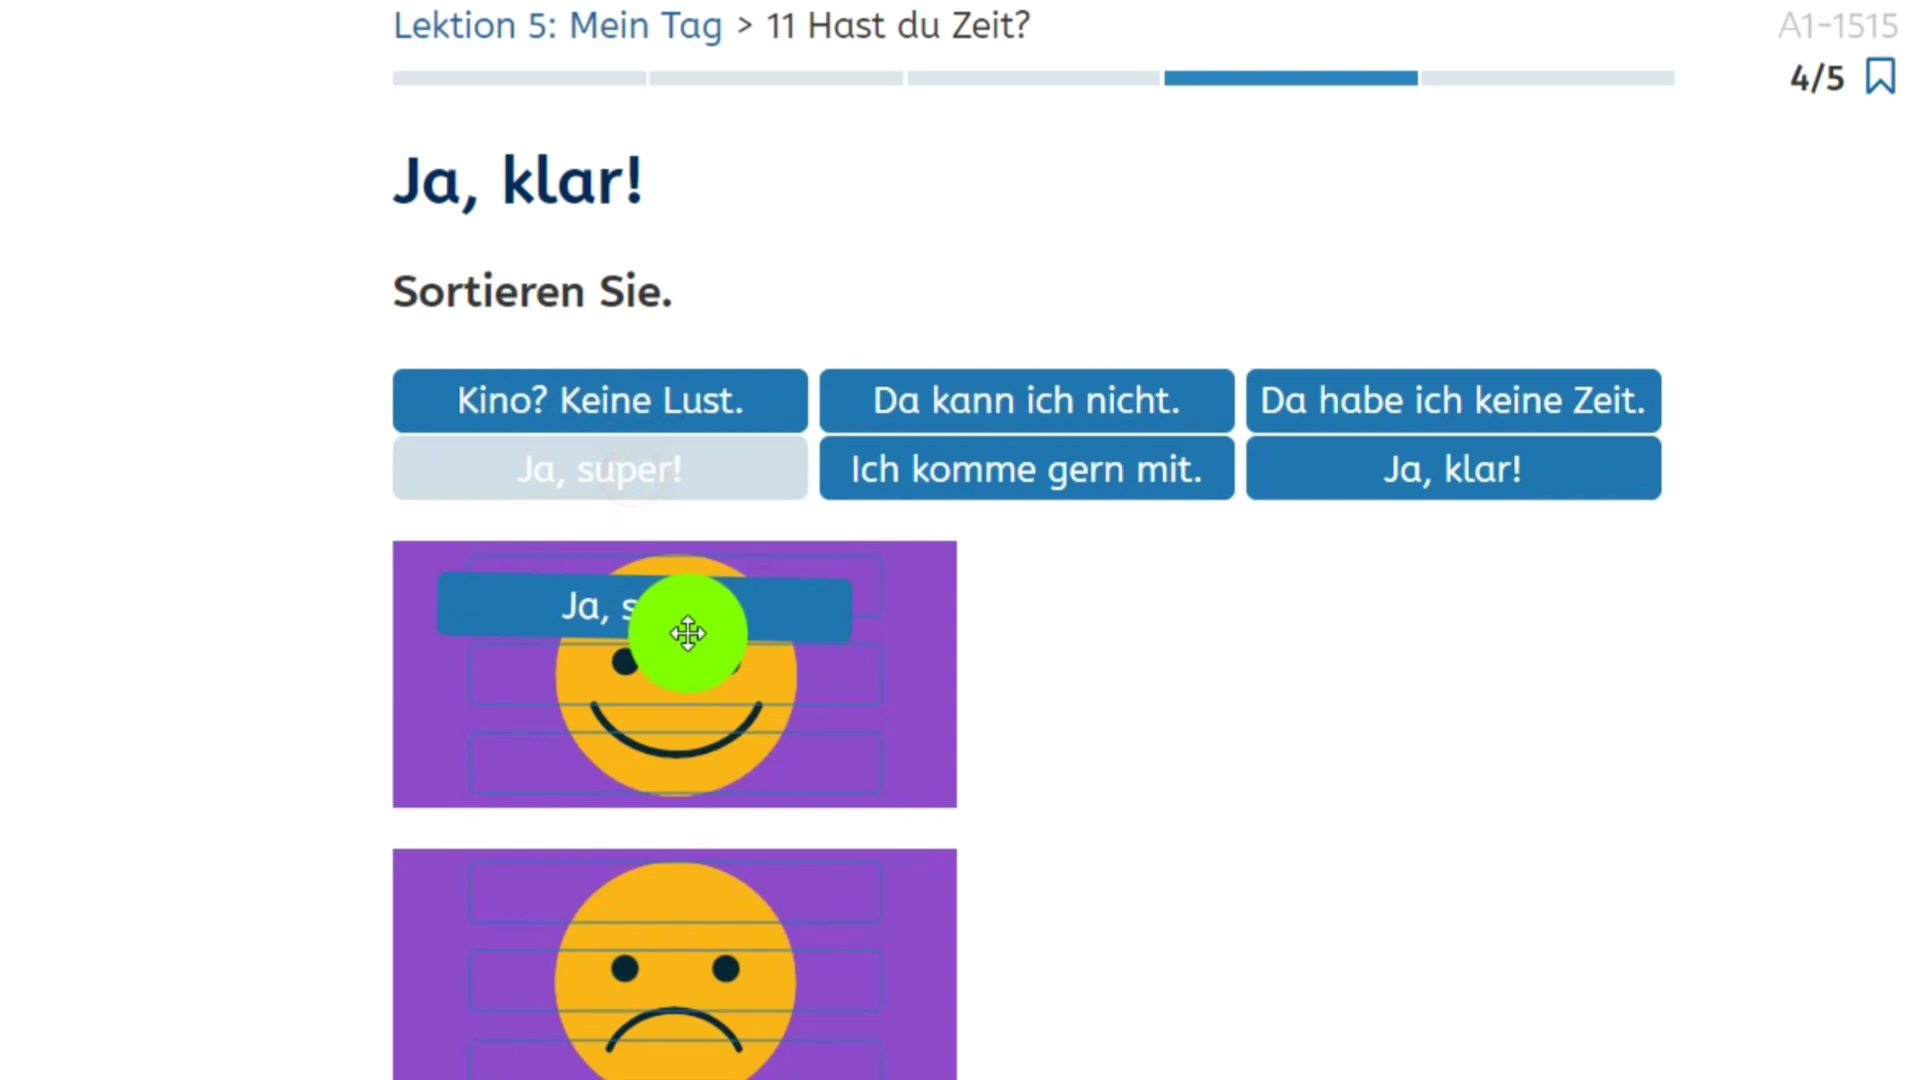 Lektion 5: Mein Tag > 11 Hast du Zeit?
A1-1515
4/5
Ja, klar!
Sortieren Sie.
Kino? Keine Lust.
Da kann ich nicht.
Da habe ich keine Zeit.
Ja, super!
Ich komme gern mit.
Ja, klar!
Ja, s